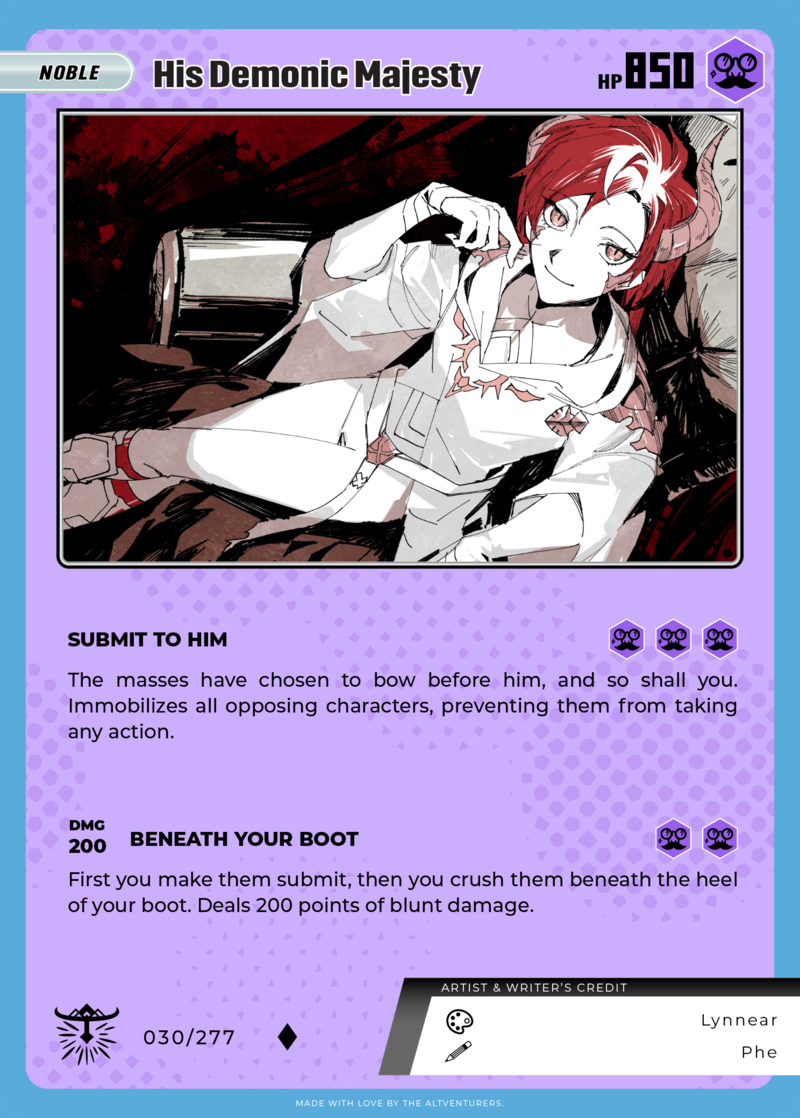 NOBLE
His Demonic Majesty
HP 850
SUBMIT TO HIM
The masses have chosen to bow before him, and so shall you.
Immobilizes all opposing characters, preventing them from taking
any action.
DMG
200
BENEATH YOUR BOOT
First you make them submit, then you crush them beneath the heel
of your boot. Deals 200 points of blunt damage.
030/277
ARTIST & WRITER'S CREDIT
Lynnear
Phe
MADE WITH LOVE BY THE ALTVENTURERS.